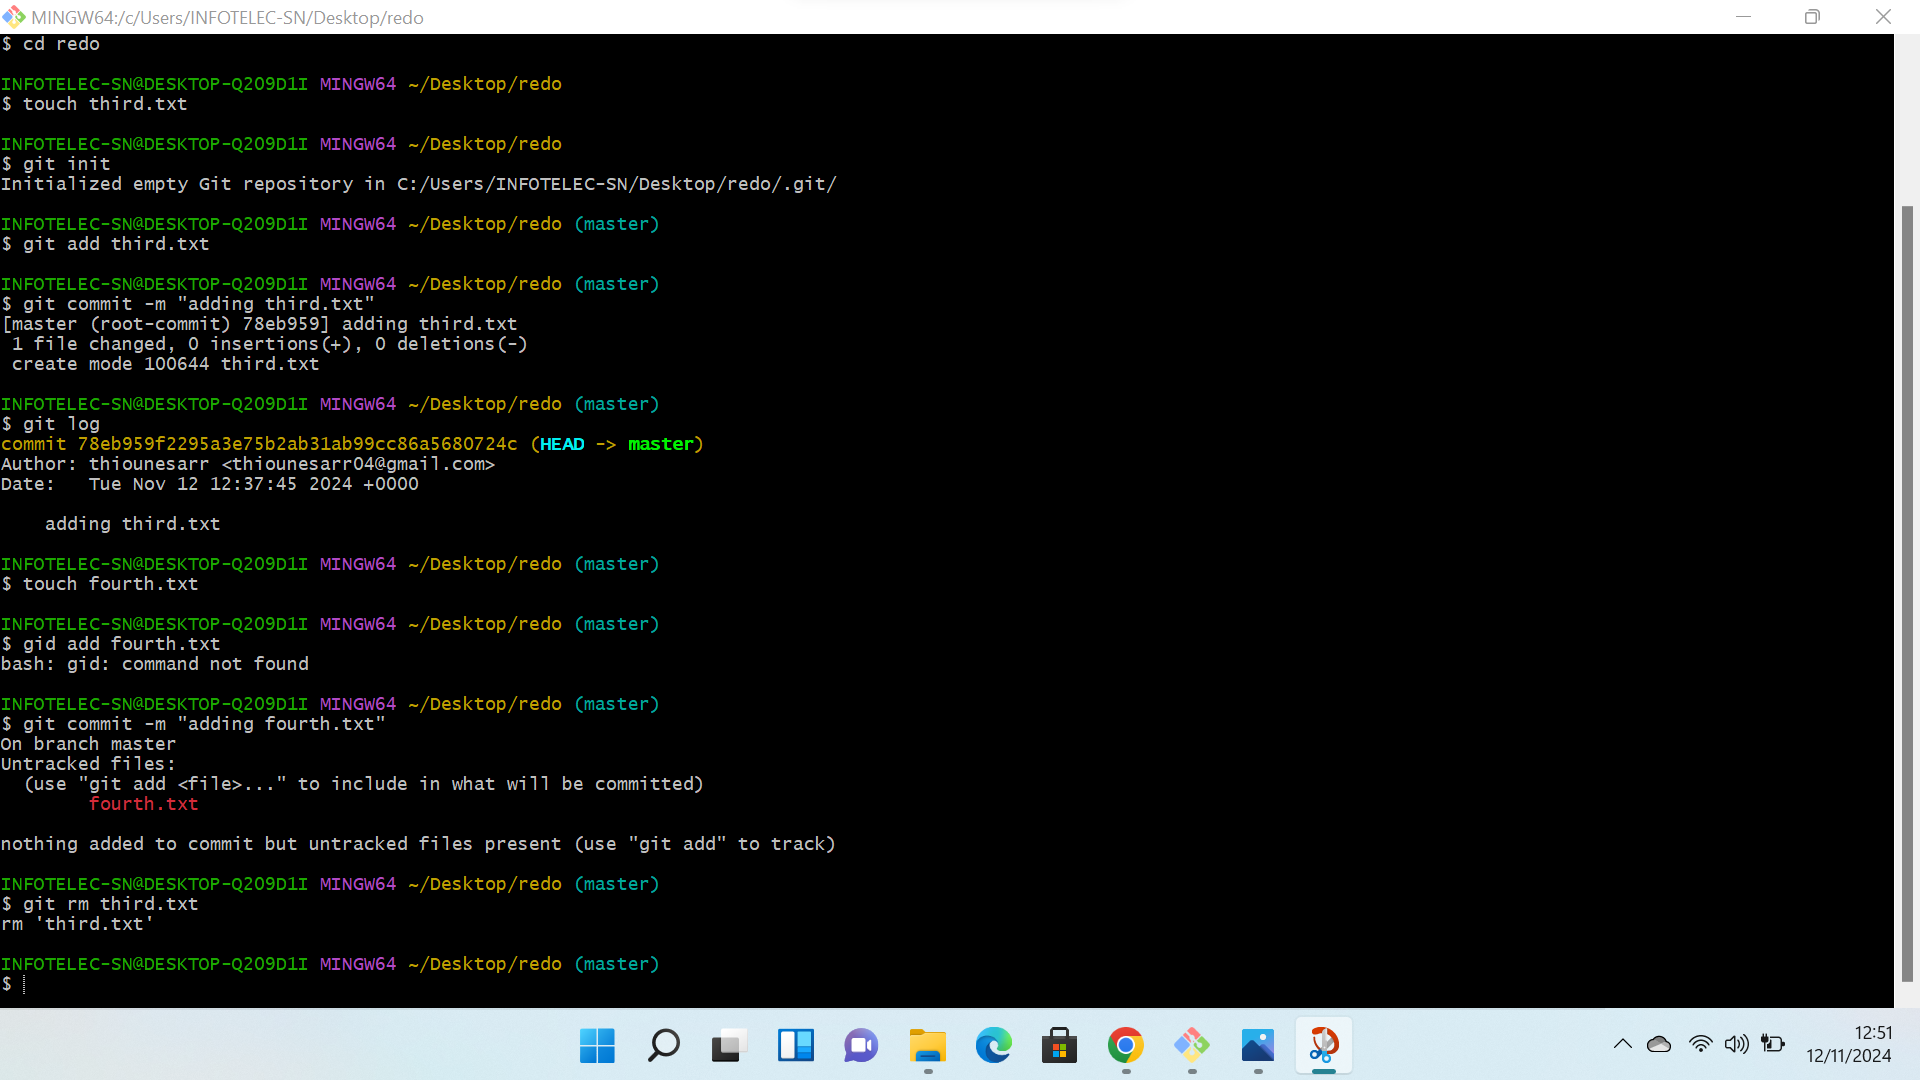 MINGW64:/c/Users/INFOTELEC-SN/Desktop/redo
$ cd redo
INFOTELEC-SN@DESKTOP-Q209D1I MINGW64 ~/Desktop/redo
$ touch third.txt
INFOTELEC-SN@DESKTOP-Q209D1I MINGW64 ~/Desktop/redo
$ git init
Initialized empty Git repository in C:/Users/INFOTELEC-SN/Desktop/redo/.git/
INFOTELEC-SN@DESKTOP-Q209D1I MINGW64 ~/Desktop/redo (master)
$ git add third.txt
INFOTELEC-SN@DESKTOP-Q209D1I MINGW64 ~/Desktop/redo (master)
$ git commit -m "adding third.txt"
[master (root-commit) 78eb959] adding third.txt
1 file changed, 0 insertions(+), 0 deletions(-)
create mode 100644 third.txt
INFOTELEC-SN@DESKTOP-Q209D1I MINGW64 ~/Desktop/redo (master)
$ git log
commit 78eb959f2295a3e75b2ab31ab99cc86a5680724c (HEAD -> master)
Author: thiounesarr <thiounesarr04@gmail.com>
Date:   Tue Nov 12 12:37:45 2024 +0000
adding third.txt
INFOTELEC-SN@DESKTOP-Q209D1I MINGW64 ~/Desktop/redo (master)
$ touch fourth.txt
INFOTELEC-SN@DESKTOP-Q209D1I MINGW64 ~/Desktop/redo (master)
$ gid add fourth.txt
bash: gid: command not found
INFOTELEC-SN@DESKTOP-Q209D1I MINGW64 ~/Desktop/redo (master)
$ git commit -m "adding fourth.txt"
On branch master
Untracked files:
(use "git add <file>..." to include in what will be committed)
fourth.txt
nothing added to commit but untracked files present (use "git add" to track)
INFOTELEC-SN@DESKTOP-Q209D1I MINGW64 ~/Desktop/redo (master)
$ git rm third.txt
rm 'third.txt'
INFOTELEC-SN@DESKTOP-Q209D1I MINGW64 ~/Desktop/redo (master)
$
12:51
12/11/2024